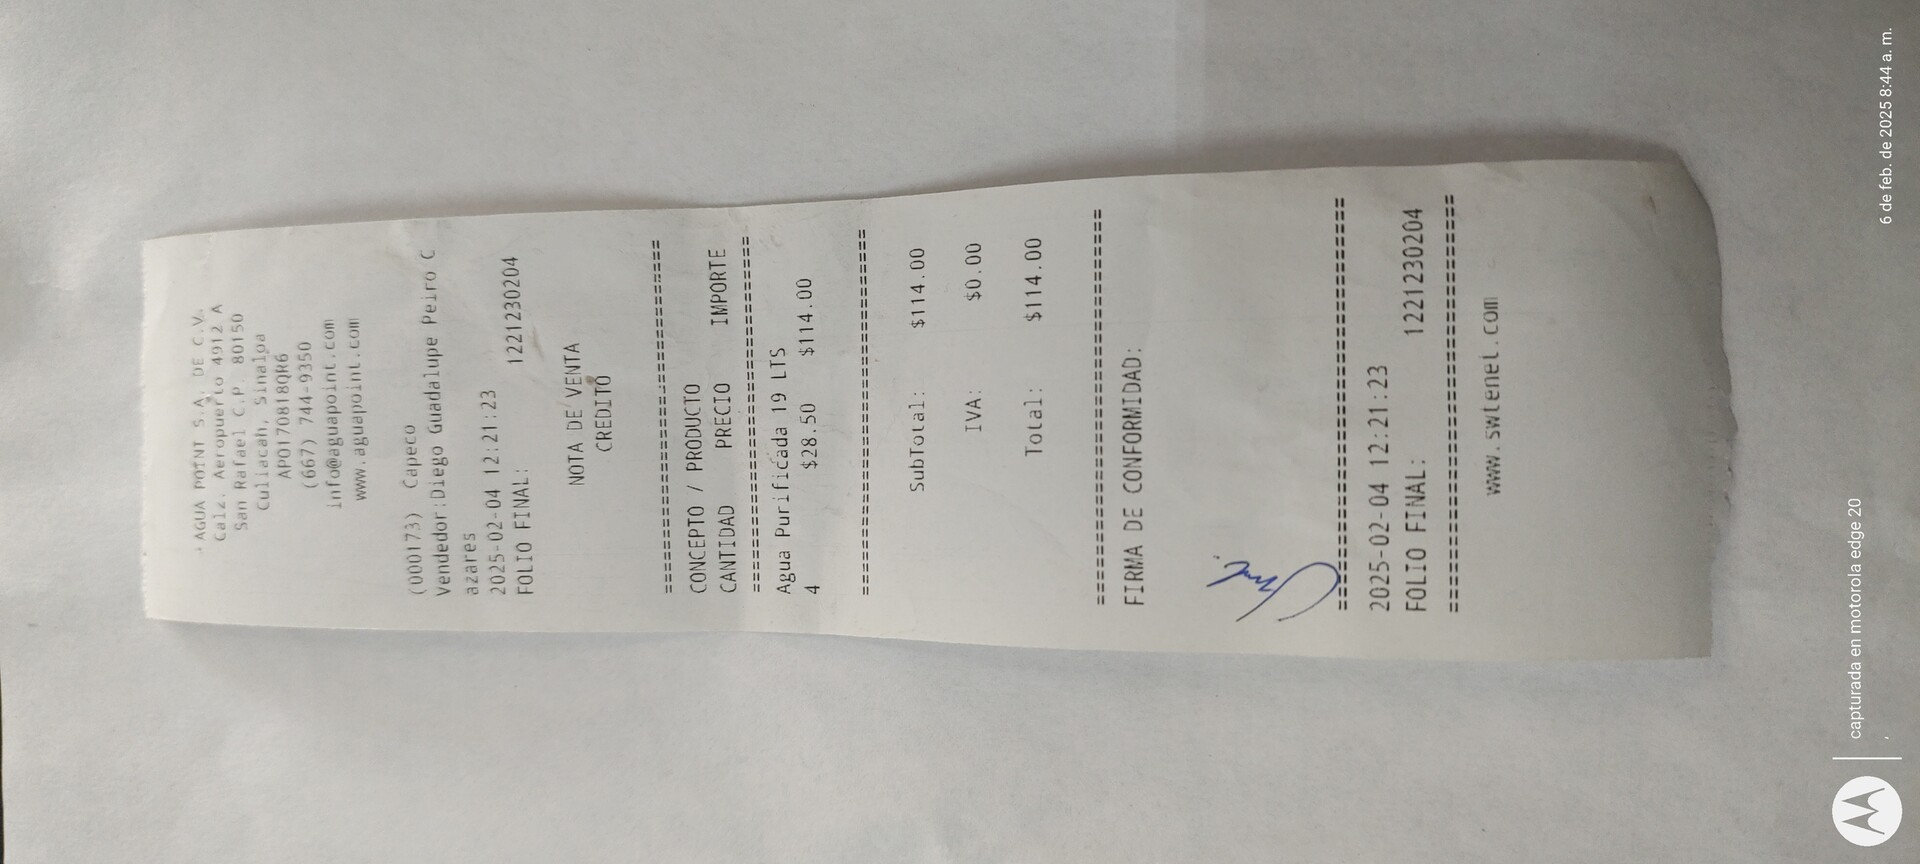 AGUA POINT S.A. DE C.V.
Calz. Aeropuerto 4912 A
San Rafael C.P. 80150
Culiacah, Sinaloa
APO170818QR6
(667) 744-9350
info@aguapoint.com
www.aguapoint.com
(000173) Capeco
Vendedor:Diego Guadalupe Peiro C
azares
2025-02-04 12:21:23
FOLIO FINAL: 1221230204
NOTA DE VENTA
CREDITO
================================
CONCEPTO / PRODUCTO
CANTIDAD PRECIO IMPORTE
================================
Agua Purificada 19 LTS
4 $28.50 $114.00
================================
SubTotal: $114.00
IVA: $0.00
Total: $114.00
================================
FIRMA DE CONFORMIDAD:
================================
2025-02-04 12:21:23
FOLIO FINAL: 1221230204
================================
www.swtenel.com
capturada en motorola edge 20
6 de feb. de 2025 8:44 a. m.